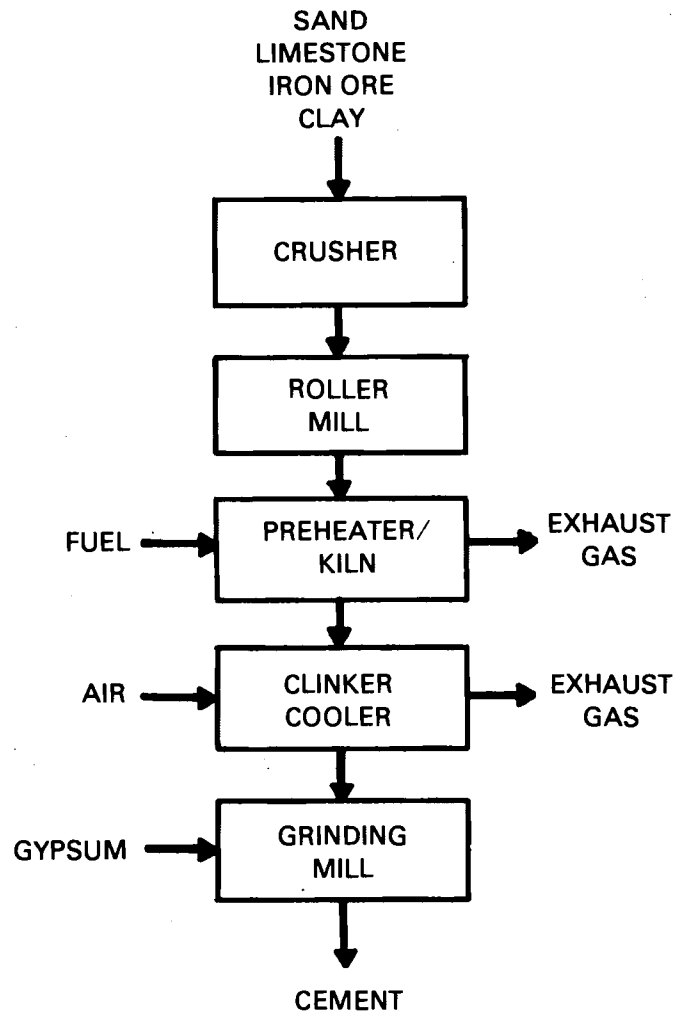 SAND
LIMESTONE
IRON ORE
CLAY
CRUSHER
ROLLER
MILL
FUEL
PREHEATER/
KILN
EXHAUST
GAS
AIR
CLINKER
COOLER
EXHAUST
GAS
GYPSUM
GRINDING
MILL
CEMENT